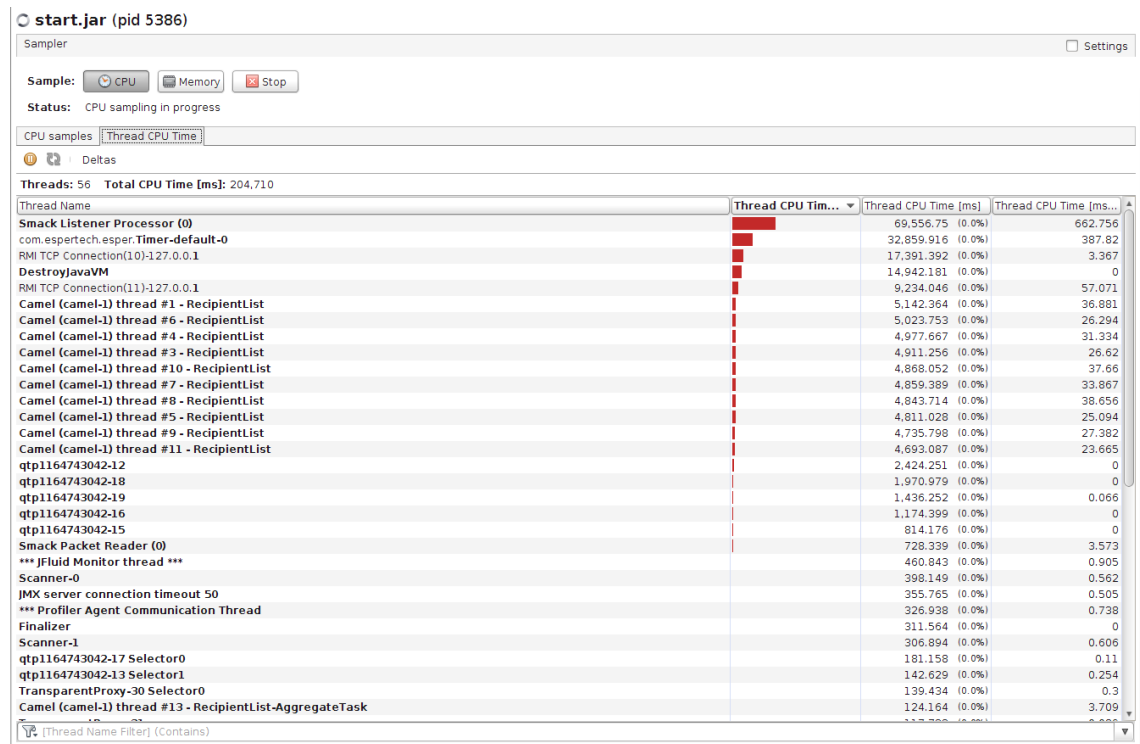 start.jar (pid 5386)
Sampler Settings
Sample: CPU Memory Stop
Status: CPU sampling in progress
CPU samples Thread CPU Time
Deltas
Threads: 56 Total CPU Time [ms]: 204,710
Thread Name Thread CPU Tim... Thread CPU Time [ms] Thread CPU Time [ms...
Smack Listener Processor (0) 69,556.75 (0.0%) 662.756
com.espertech.esper.Timer-default-0 32,859.916 (0.0%) 387.82
RMI TCP Connection(10)-127.0.0.1 17,391.392 (0.0%) 3.367
DestroyJavaVM 14,942.181 (0.0%) 0
RMI TCP Connection(11)-127.0.0.1 9,234.046 (0.0%) 57.071
Camel (camel-1) thread #1 - RecipientList 5,142.364 (0.0%) 36.881
Camel (camel-1) thread #6 - RecipientList 5,023.753 (0.0%) 26.294
Camel (camel-1) thread #4 - RecipientList 4,977.667 (0.0%) 31.334
Camel (camel-1) thread #3 - RecipientList 4,911.256 (0.0%) 26.62
Camel (camel-1) thread #10 - RecipientList 4,868.052 (0.0%) 37.66
Camel (camel-1) thread #7 - RecipientList 4,859.389 (0.0%) 33.867
Camel (camel-1) thread #8 - RecipientList 4,843.714 (0.0%) 38.656
Camel (camel-1) thread #5 - RecipientList 4,811.028 (0.0%) 25.094
Camel (camel-1) thread #9 - RecipientList 4,735.798 (0.0%) 27.382
Camel (camel-1) thread #11 - RecipientList 4,693.087 (0.0%) 23.665
qtp1164743042-12 2,424.251 (0.0%) 0
qtp1164743042-18 1,970.979 (0.0%) 0
qtp1164743042-19 1,436.252 (0.0%) 0.066
qtp1164743042-16 1,174.399 (0.0%) 0
qtp1164743042-15 814.176 (0.0%) 0
Smack Packet Reader (0) 728.339 (0.0%) 3.573
*** JFluid Monitor thread *** 460.843 (0.0%) 0.905
Scanner-0 398.149 (0.0%) 0.562
JMX server connection timeout 50 355.765 (0.0%) 0.505
*** Profiler Agent Communication Thread 326.938 (0.0%) 0.738
Finalizer 311.564 (0.0%) 0
Scanner-1 306.894 (0.0%) 0.606
qtp1164743042-17 Selector0 181.158 (0.0%) 0.11
qtp1164743042-13 Selector1 142.629 (0.0%) 0.254
TransparentProxy-30 Selector0 139.434 (0.0%) 0.3
Camel (camel-1) thread #13 - RecipientList-AggregateTask 124.164 (0.0%) 3.709
[Thread Name Filter] (Contains)